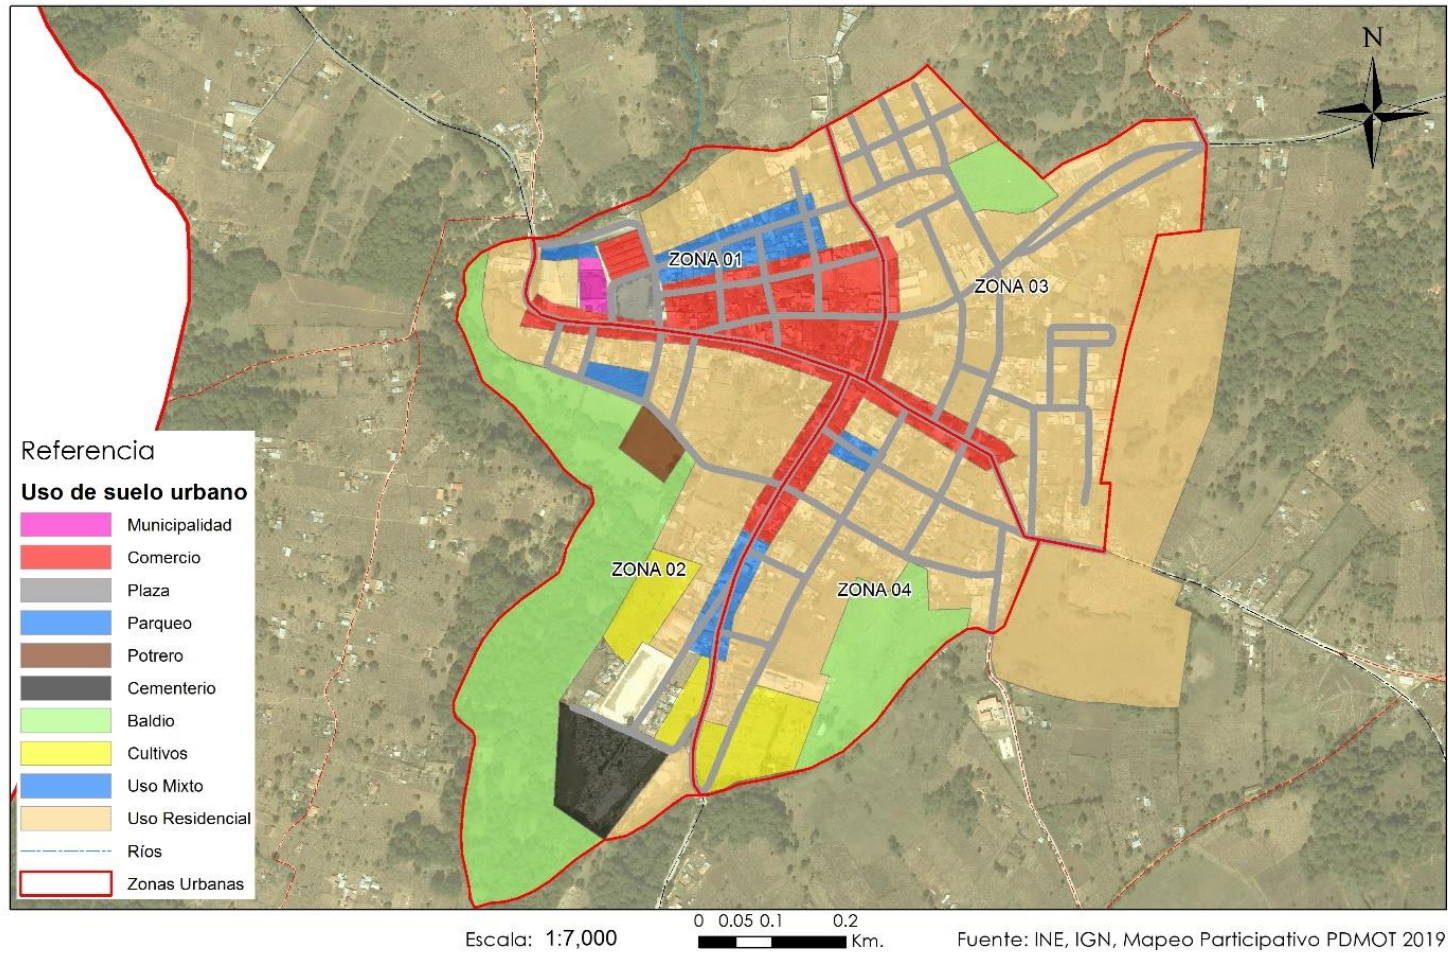 N
ZONA 01
ZONA 03
ZONA 02
ZONA 04
Referencia
Uso de suelo urbano
Municipalidad
Comercio
Plaza
Parqueo
Potrero
Cementerio
Baldio
Cultivos
Uso Mixto
Uso Residencial
Ríos
Zonas Urbanas
0 0.05 0.1 0.2
Km.
Escala: 1:7,000
Fuente: INE, IGN, Mapeo Participativo PDMOT 2019